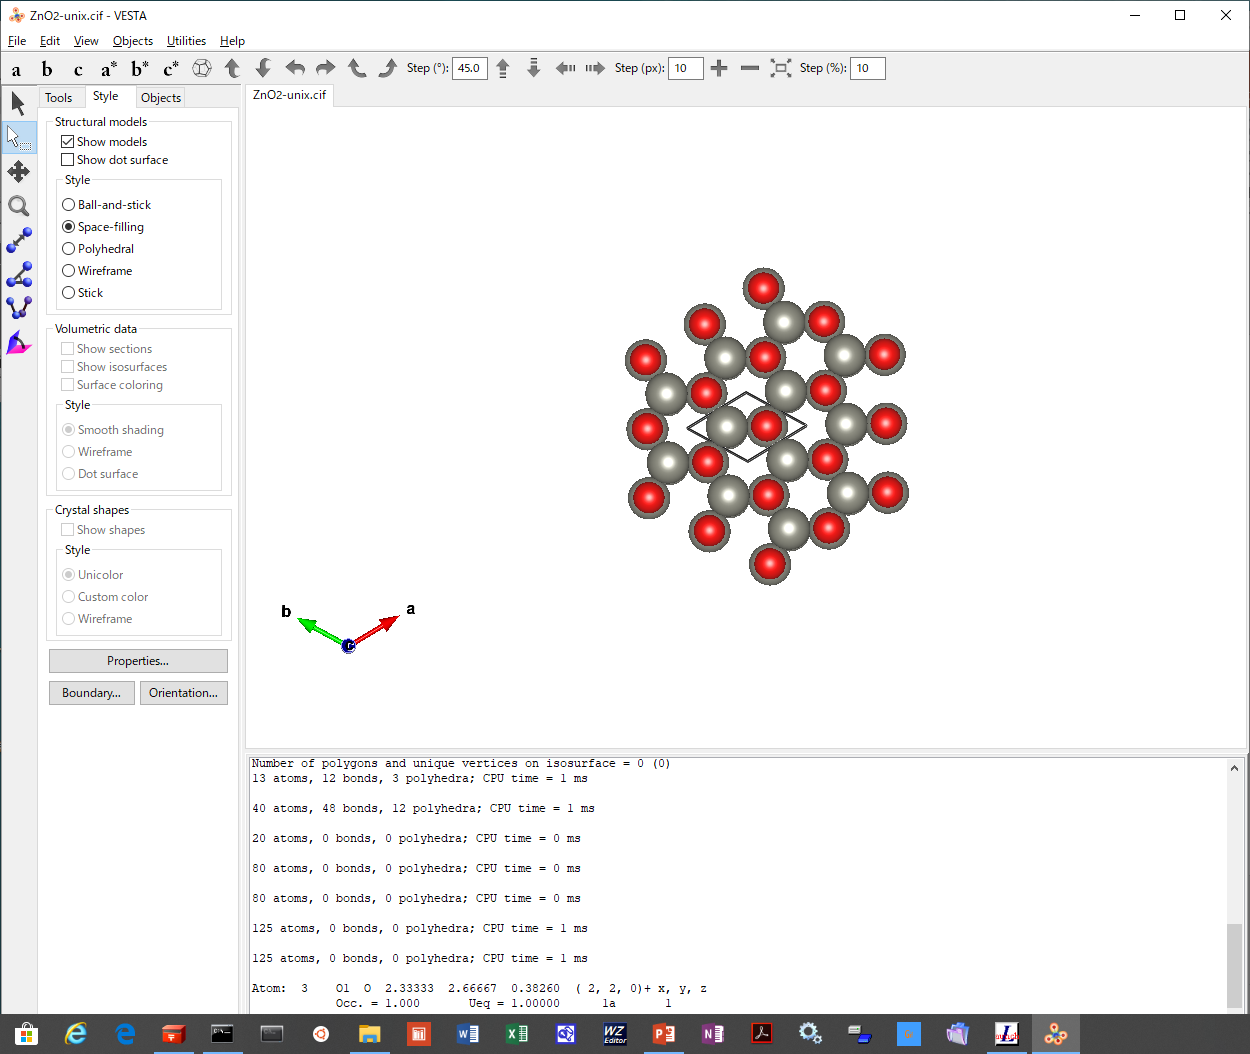 ZnO2-unix.cif - VESTA
File Edit View Objects Utilities Help
a b c a* b* c* Step (°): 45.0 Step (px): 10 Step (%): 10
Tools Style Objects
ZnO2-unix.cif
Structural models
Show models
Show dot surface
Style
Ball-and-stick
Space-filling
Polyhedral
Wireframe
Stick
Volumetric data
Show sections
Show isosurfaces
Surface coloring
Style
Smooth shading
Wireframe
Dot surface
Crystal shapes
Show shapes
Style
Unicolor
Custom color
Wireframe
Properties...
Boundary... Orientation...
b a
Number of polygons and unique vertices on isosurface = 0 (0)
13 atoms, 12 bonds, 3 polyhedra; CPU time = 1 ms
40 atoms, 48 bonds, 12 polyhedra; CPU time = 1 ms
20 atoms, 0 bonds, 0 polyhedra; CPU time = 0 ms
80 atoms, 0 bonds, 0 polyhedra; CPU time = 0 ms
80 atoms, 0 bonds, 0 polyhedra; CPU time = 0 ms
125 atoms, 0 bonds, 0 polyhedra; CPU time = 1 ms
125 atoms, 0 bonds, 0 polyhedra; CPU time = 1 ms
Atom: 3 O1 O 2.33333 2.66667 0.38260 ( 2, 2, 0)+ x, y, z
Occ. = 1.000 Ueq = 1.00000 1a 1
WZ
Editor